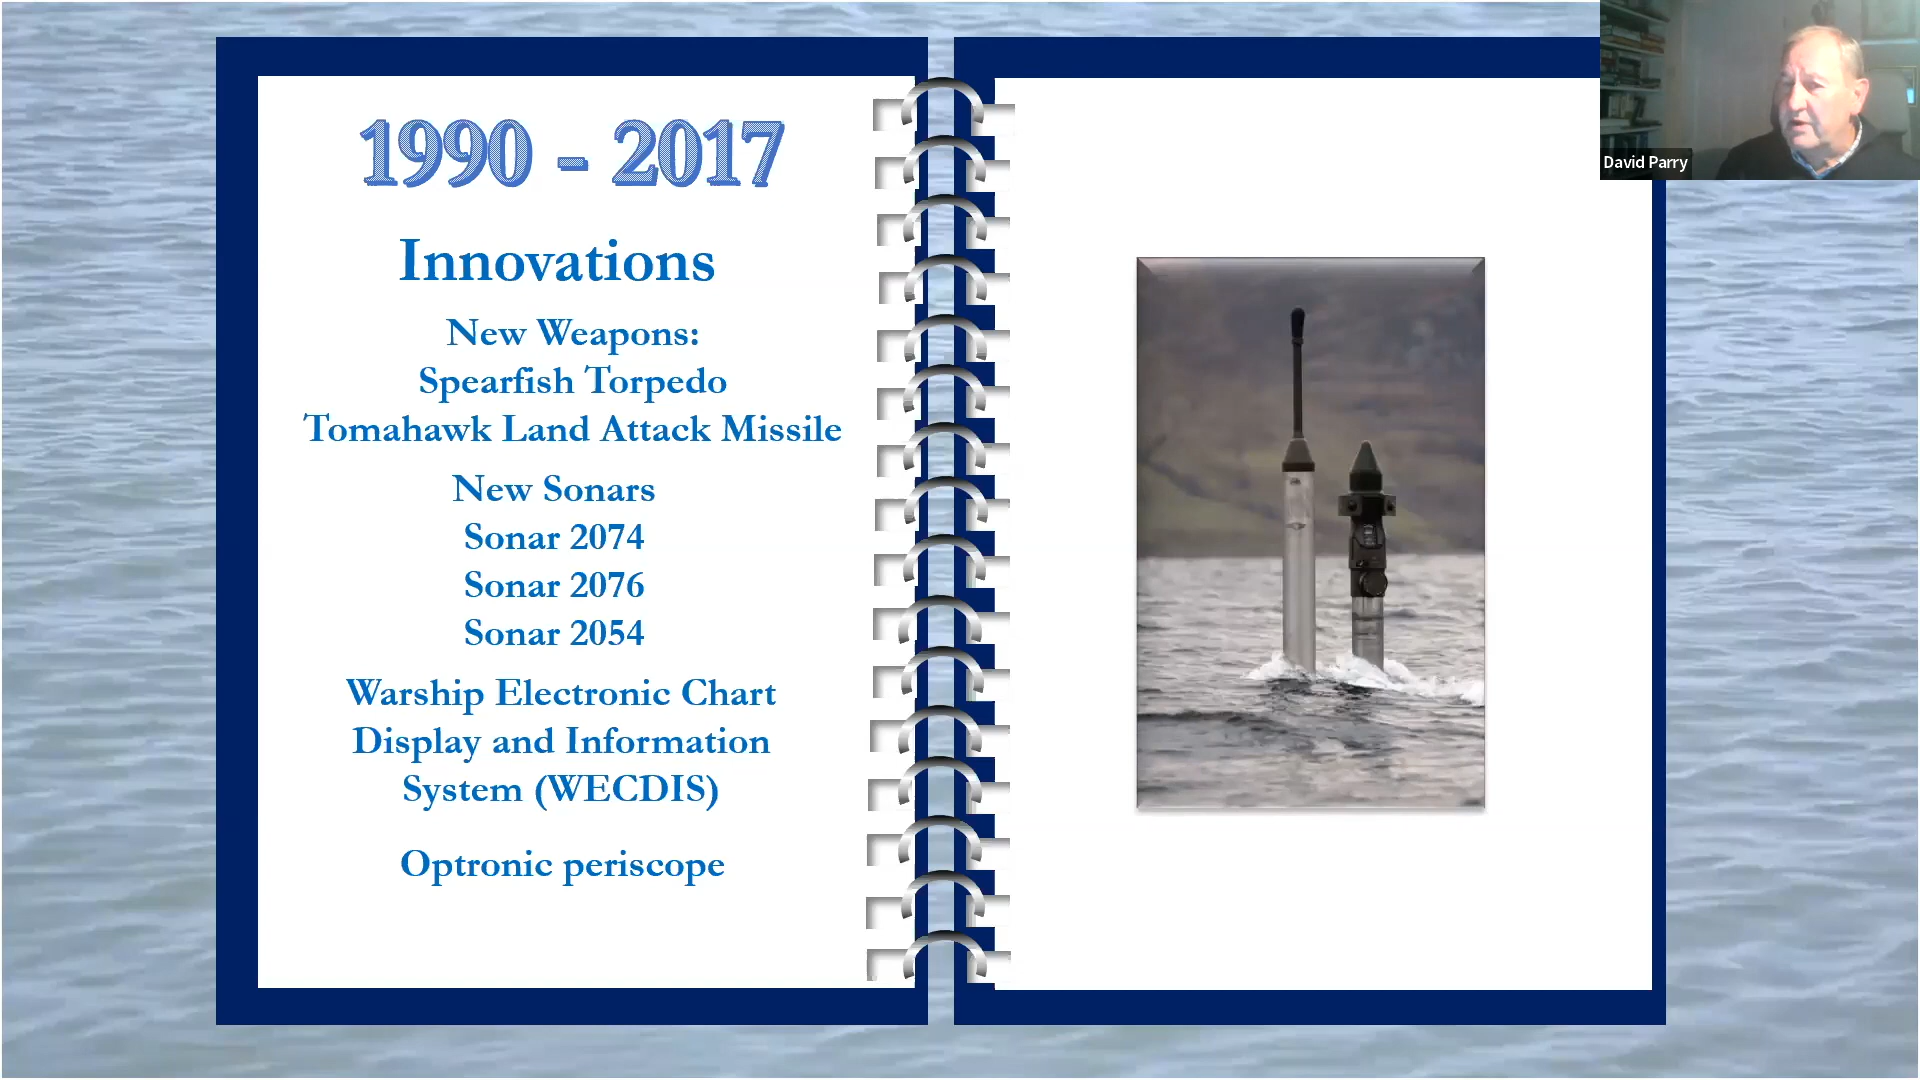 1990 - 2017
Innovations
New Weapons:
Spearfish Torpedo
Tomahawk Land Attack Missile
New Sonars
Sonar 2074
Sonar 2076
Sonar 2054
Warship Electronic Chart
Display and Information
System (WECDIS)
Optronic periscope
David Parry